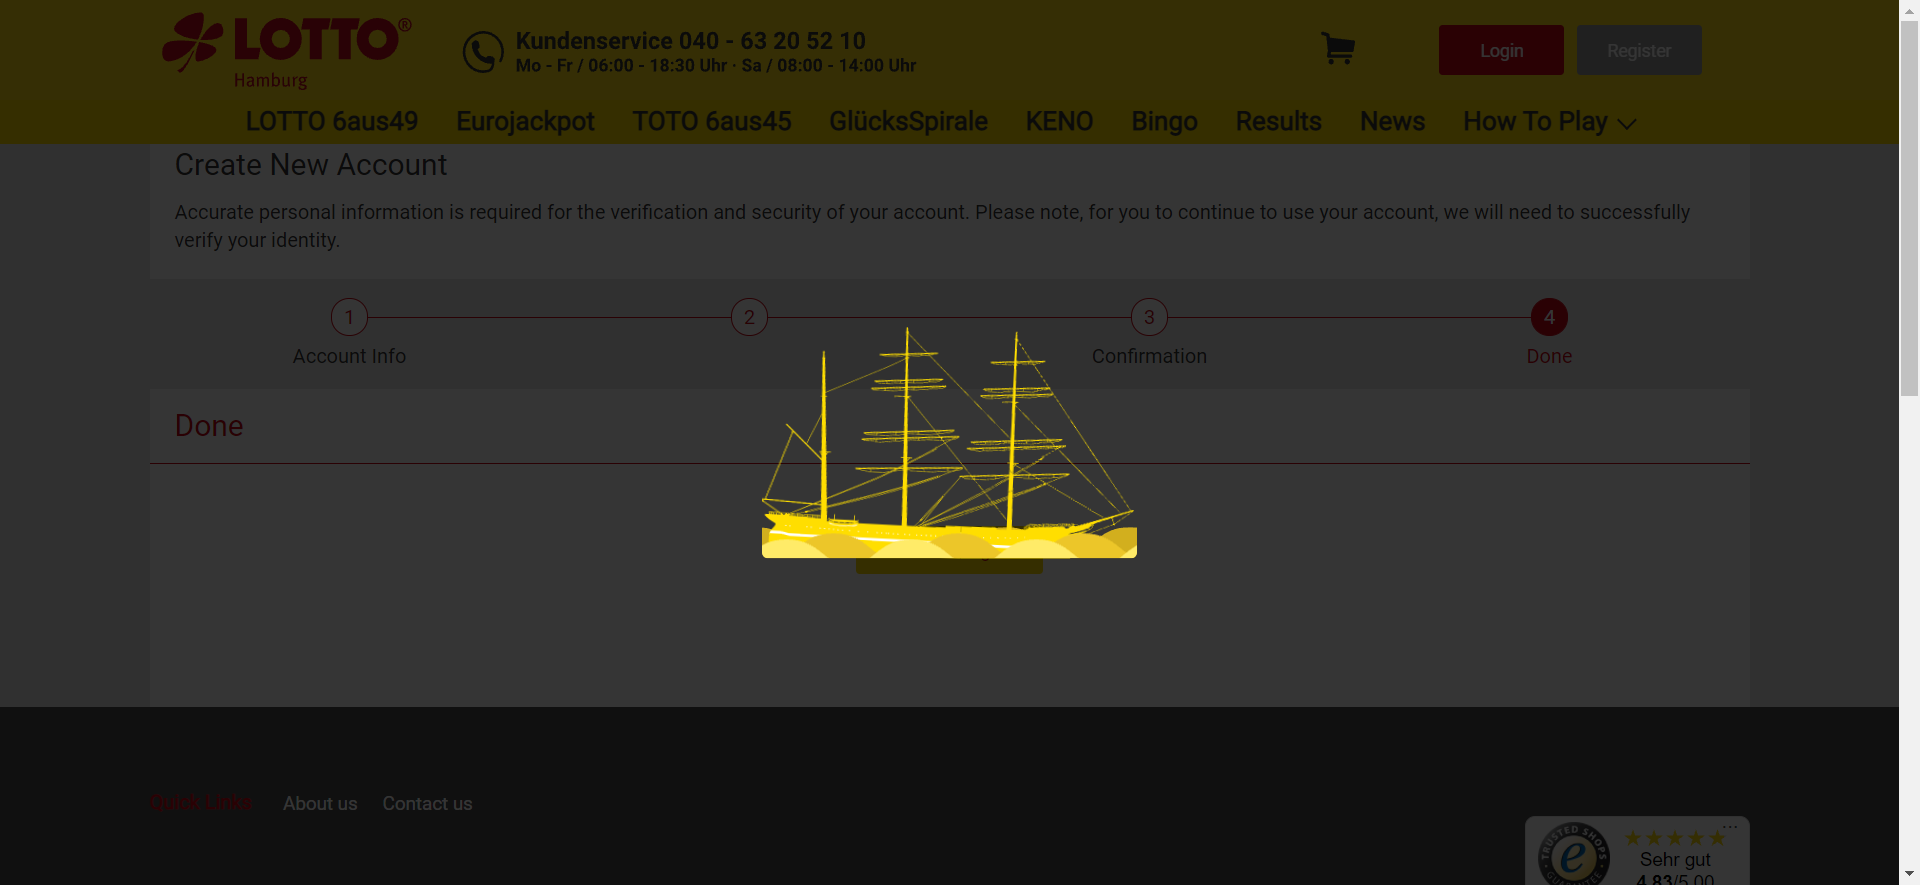 LOTTO®
Hamburg
Kundenservice 040 - 63 20 52 10
Mo - Fr / 06:00 - 18:30 Uhr · Sa / 08:00 - 14:00 Uhr
Login
Register
LOTTO 6aus49
Eurojackpot
TOTO 6aus45
GlücksSpirale
KENO
Bingo
Results
News
How To Play
Create New Account
Accurate personal information is required for the verification and security of your account. Please note, for you to continue to use your account, we will need to successfully
verify your identity.
1
2
3
4
Account Info
Confirmation
Done
Done
Quick Links
About us
Contact us
TRUSTED SHOPS
e
...
Sehr gut
4.83/5.00